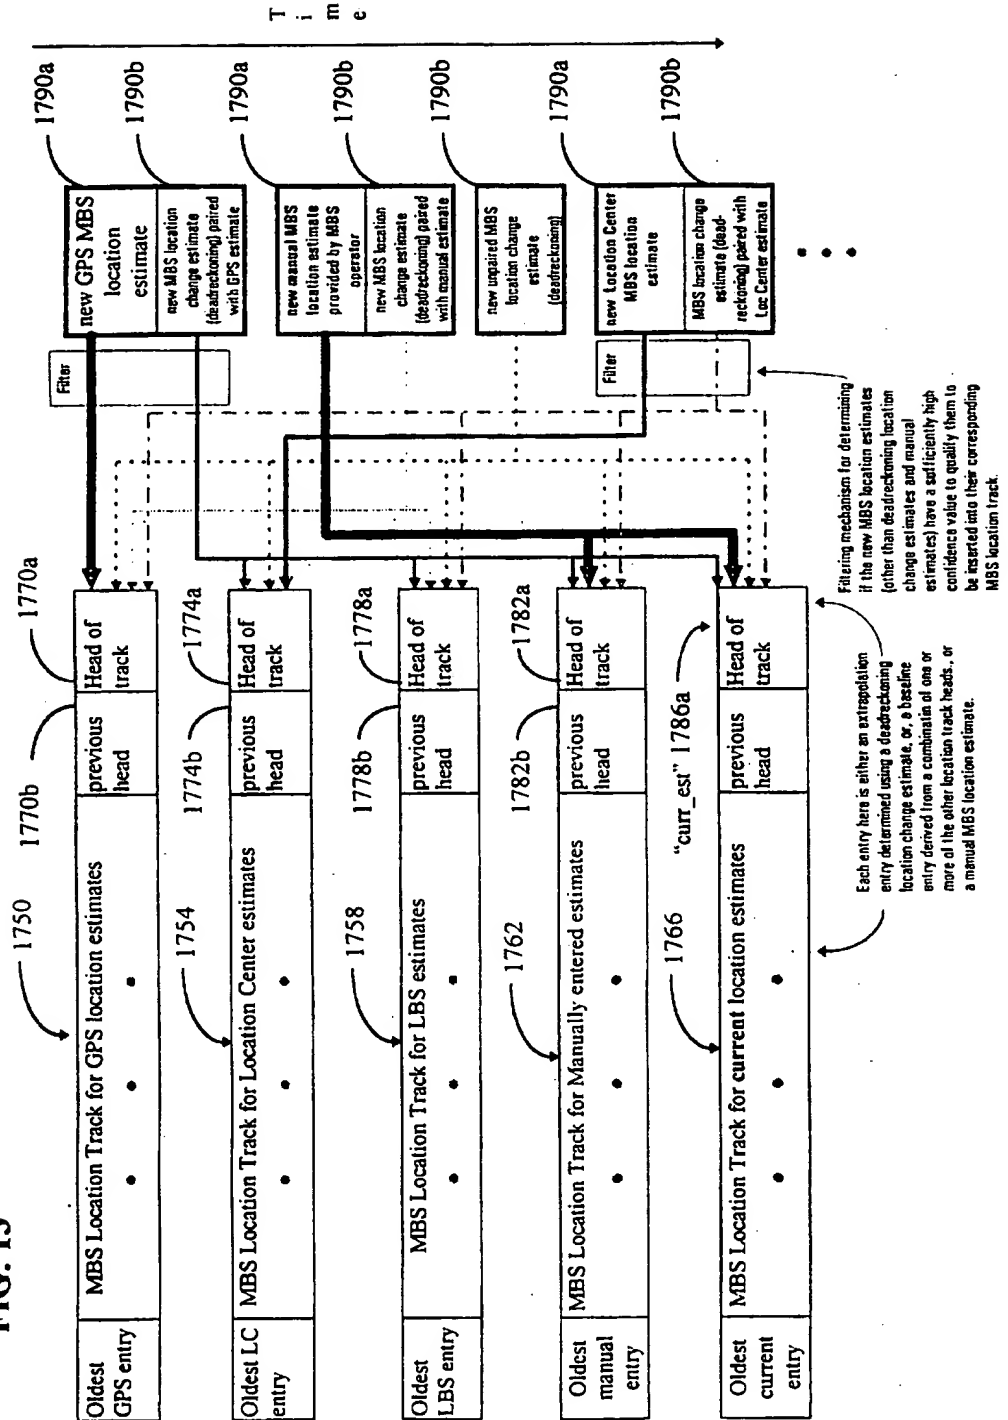 T
i
m
e
1790a
1790b
1790a
1790b
1790b
1790a
1790b
new GPS MBS
location
estimate
new MBS location
change estimate
(deadreckoning) paired
with GPS estimate
new manual MBS
location estimate
provided by MBS
operator
new MBS location
change estimate
(deadreckoning) paired
with manual estimate
new unpaired MBS
location change
estimate
(deadreckoning)
new Location Center
MBS location
estimate
MBS location change
estimate (dead-
reckoning) paired with
Loc Center estimate
Filter
Filter
Filtering mechanism for determining
if the new MBS location estimates
(other than deadreckoning location
change estimates and manual
estimates) have a sufficiently high
confidence value to qualify them to
be inserted into their corresponding
MBS location track.
1770a
1770b
1774a
1774b
1778a
1778b
1782a
1782b
"curr_est" 1786a
Head of
track
previous
head
Head of
track
previous
head
Head of
track
previous
head
Head of
track
previous
head
Head of
track
previous
head
Each entry here is either an extrapolation
entry determined using a deadreckoning
location change estimate, or, a baseline
entry derived from a combinatin of one or
more of the other location track heads., or
a manual MBS location estimate.
1750
1754
1758
1762
1766
MBS Location Track for GPS location estimates
MBS Location Track for Location Center estimates
MBS Location Track for LBS estimates
MBS Location Track for Manually entered estimates
MBS Location Track for current location estimates
Oldest
GPS entry
Oldest LC
entry
Oldest
LBS entry
Oldest
manual
entry
Oldest
current
entry